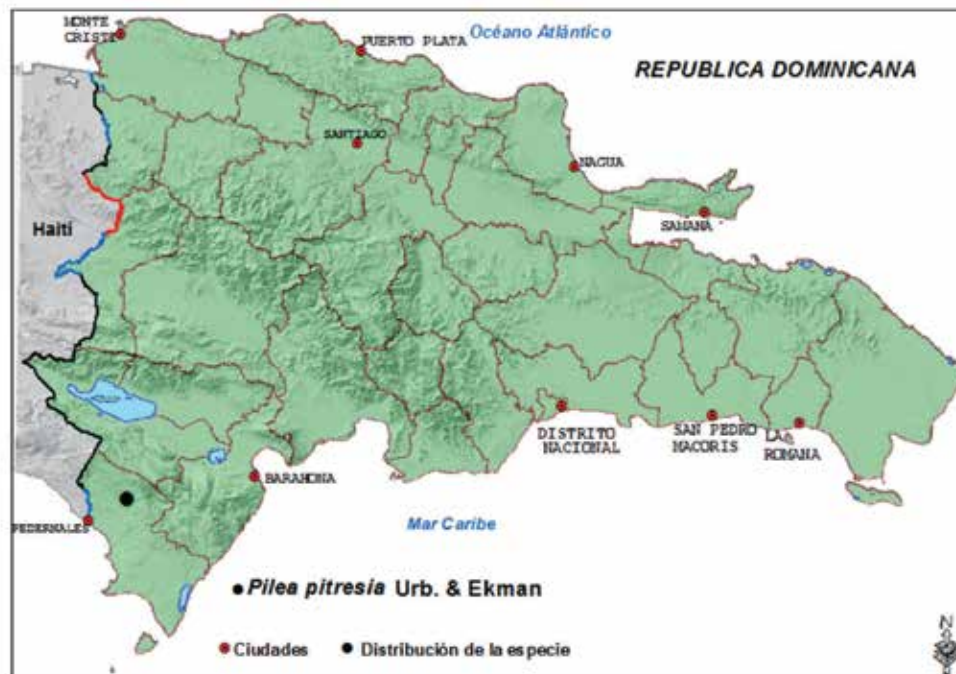 MONTE
CRISTI
PUERTO PLATA
Océano Atlántico
REPUBLICA DOMINICANA
SANTIAGO
NAGUA
SAMANA
Haití
DISTRITO
NACIONAL
SAN PEDRO
MACORIS
LA
ROMANA
BARAHONA
PEDERNALES
Mar Caribe
Pilea pitresia Urb. & Ekman
Ciudades
Distribución de la especie
N